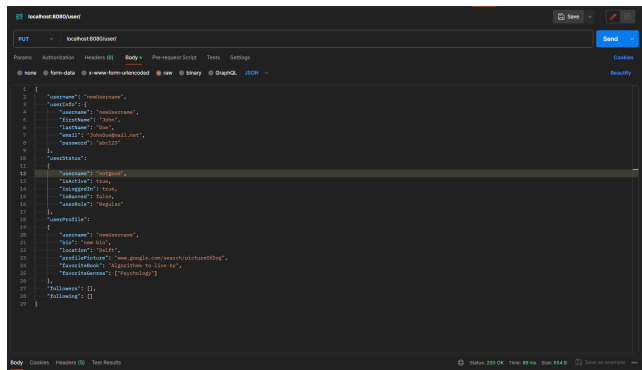 localhost:8080/user/
Save
PUT localhost:8080/user/ Send
Params Authorization Headers (8) Body Pre-request Script Tests Settings Cookies
none form-data x-www-form-urlencoded raw binary GraphQL JSON Beautify
1 {
2 "username": "newUsername",
3 "userInfo": {
4 "username": "newUsername",
5 "firstName": "John",
6 "lastName": "Doe",
7 "email": "JohnDoe@mail.net",
8 "password": "abc123"
9 },
10 "userStatus":
11 {
12 "username": "notgood",
13 "isActive": true,
14 "isLoggedIn": true,
15 "isBanned": false,
16 "userRole": "Regular"
17 },
18 "userProfile":
19 {
20 "username": "newUsername",
21 "bio": "new bio",
22 "location": "Delft",
23 "profilePicture": "www.google.com/search/pictureOfDog",
24 "favoriteBook": "Algorithms to live by",
25 "favoriteGenres": ["Psychology"]
26 },
27 "followers": [],
28 "following": []
29 }
Body Cookies Headers (5) Test Results Status: 200 OK Time: 89 ms Size: 654 B Save as example